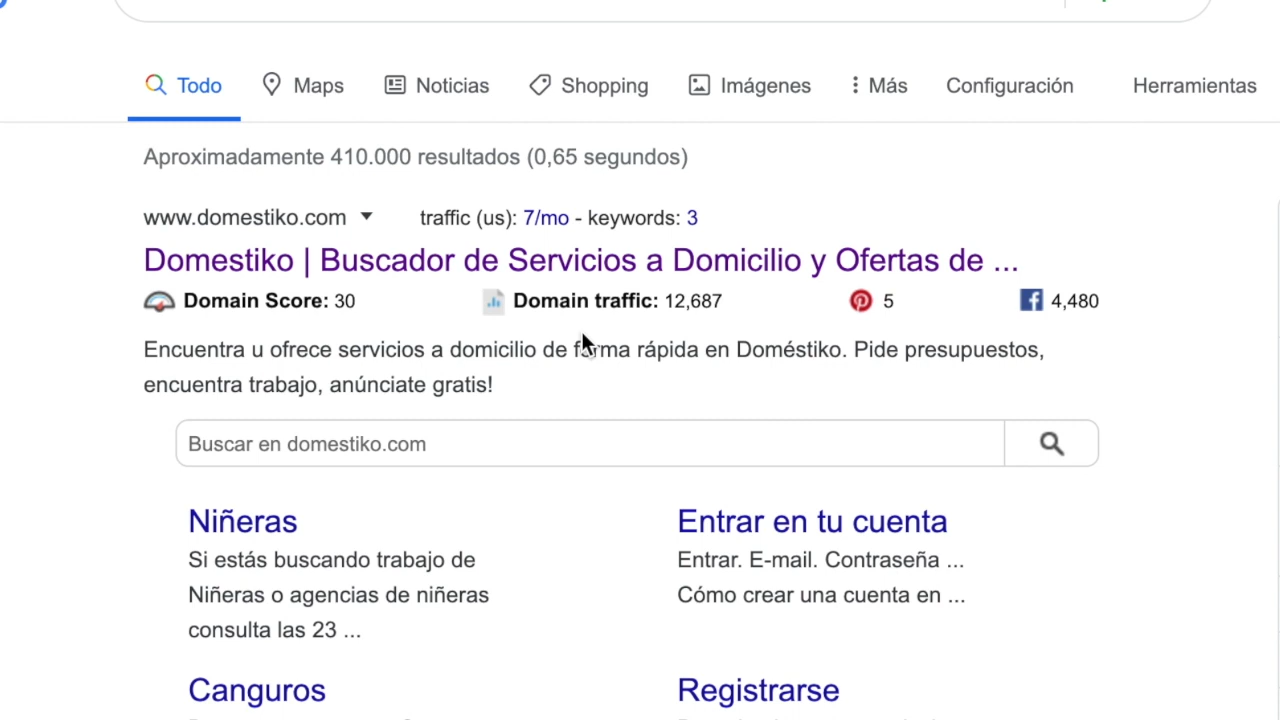 Todo Maps Noticias Shopping Imágenes Más Configuración Herramientas
Aproximadamente 410.000 resultados (0,65 segundos)
www.domestiko.com traffic (us): 7/mo - keywords: 3
Domestiko | Buscador de Servicios a Domicilio y Ofertas de ...
Domain Score: 30 Domain traffic: 12,687 5 4,480
Encuentra u ofrece servicios a domicilio de forma rápida en Doméstiko. Pide presupuestos,
encuentra trabajo, anúnciate gratis!
Buscar en domestiko.com
Niñeras
Si estás buscando trabajo de
Niñeras o agencias de niñeras
consulta las 23 ...
Entrar en tu cuenta
Entrar. E-mail. Contraseña ...
Cómo crear una cuenta en ...
Canguros
Registrarse